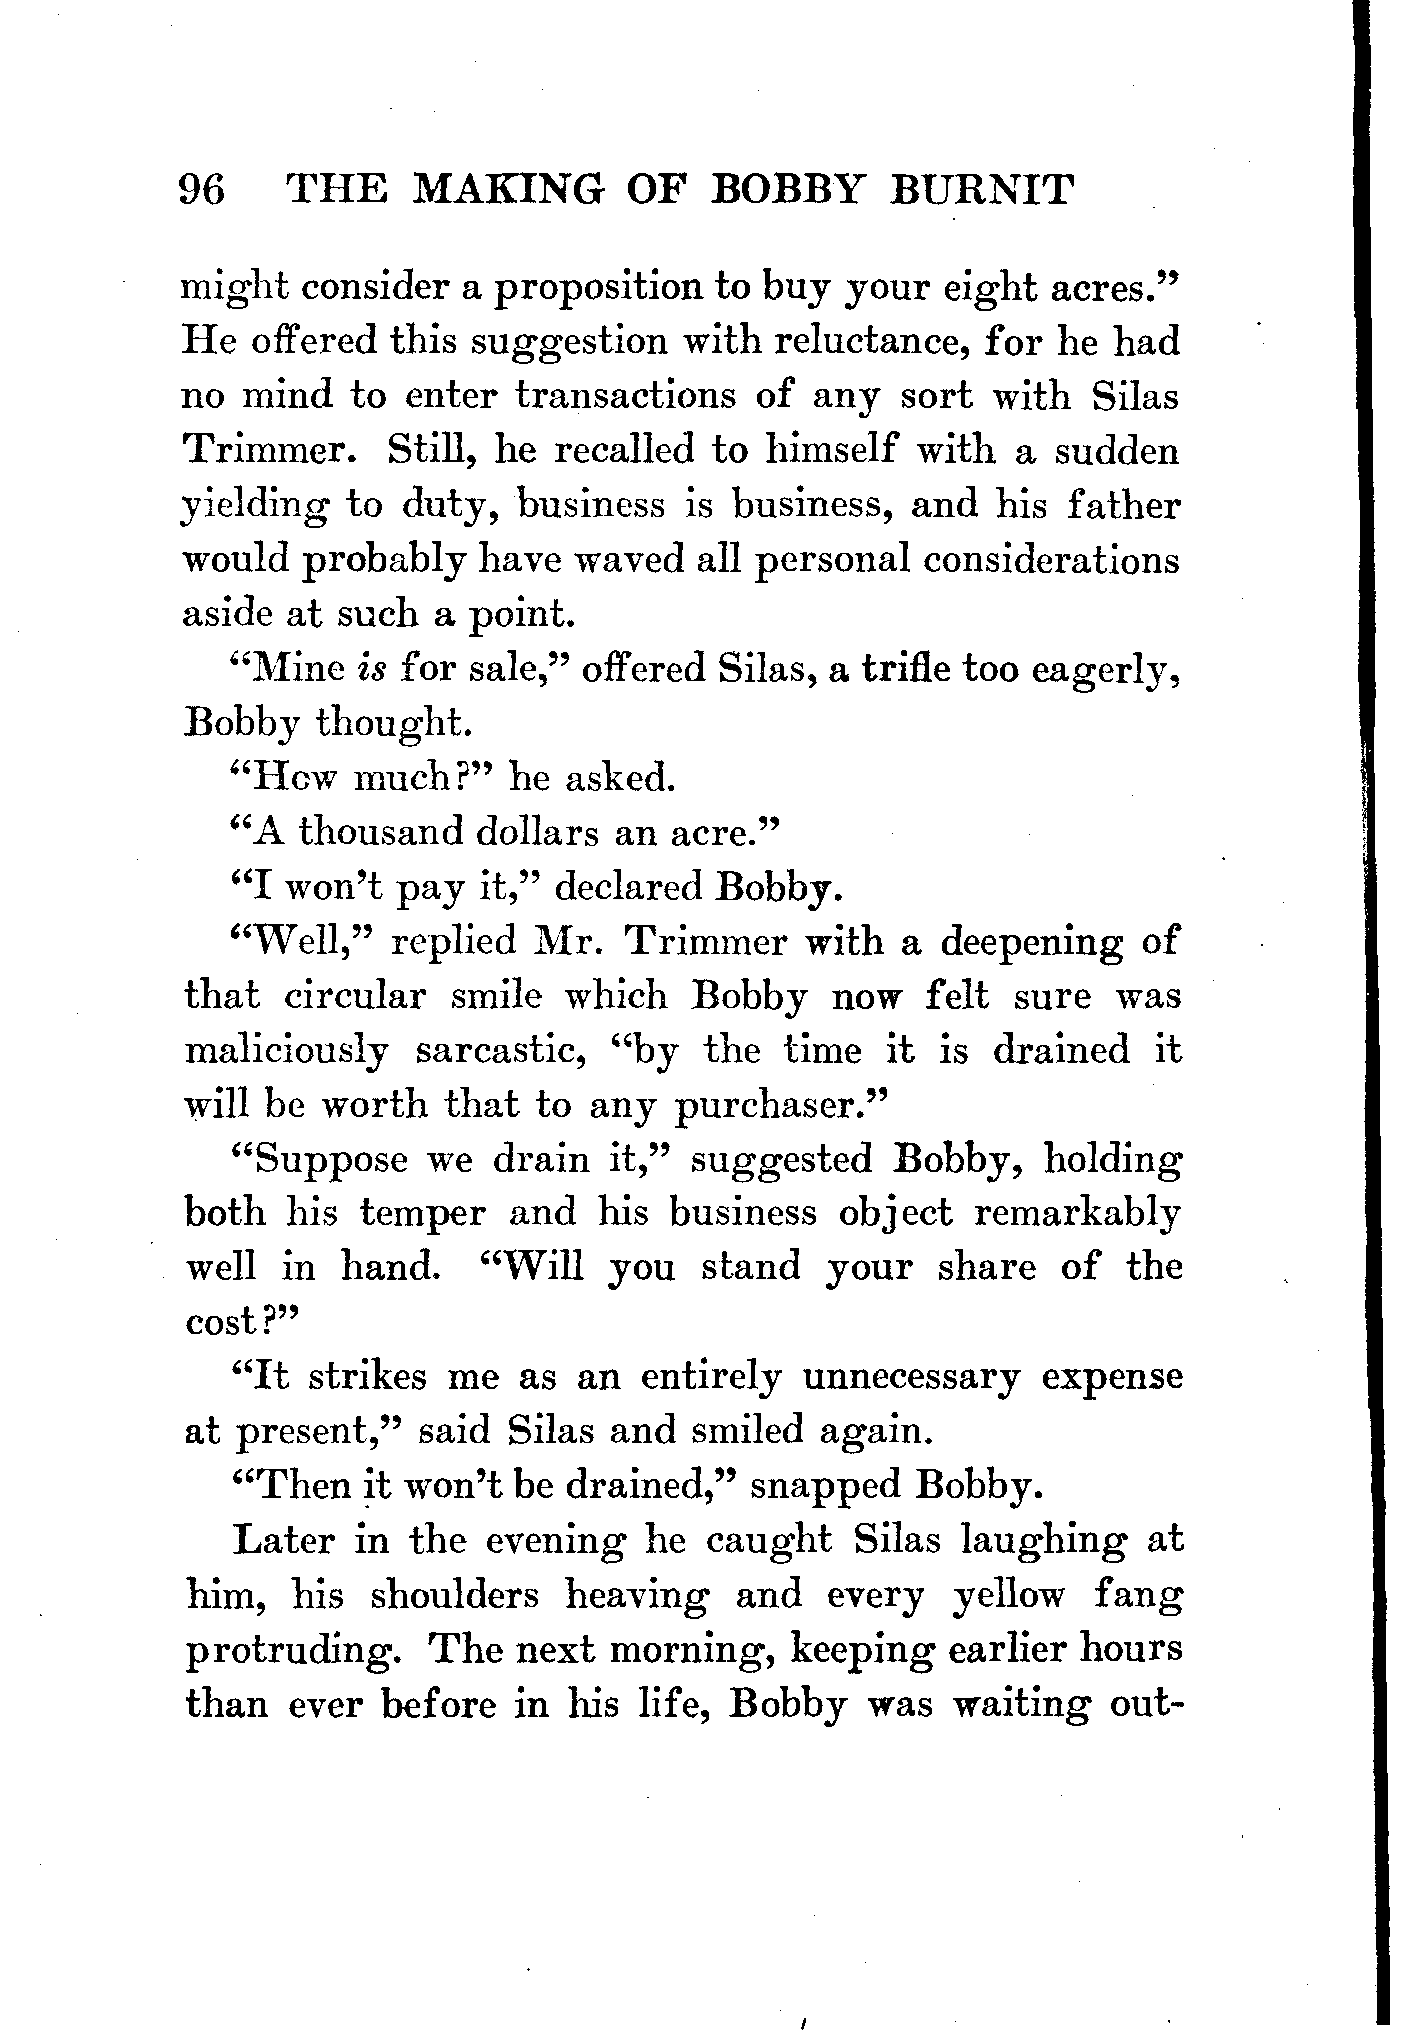 96 THE MAKING OF BOBBY BURNIT
might consider a proposition to buy your eight acres.”
He offered this suggestion with reluctance, for he had
no mind to enter transactions of any sort with Silas
Trimmer. Still, he recalled to himself with a sudden
yielding to duty, business is business, and his father
would probably have waved all personal considerations
aside at such a point.
“Mine is for sale,” offered Silas, a trifle too eagerly,
Bobby thought.
“How much?” he asked.
“A thousand dollars an acre.”
“I won’t pay it,” declared Bobby.
“Well,” replied Mr. Trimmer with a deepening of
that circular smile which Bobby now felt sure was
maliciously sarcastic, “by the time it is drained it
will be worth that to any purchaser.”
“Suppose we drain it,” suggested Bobby, holding
both his temper and his business object remarkably
well in hand. “Will you stand your share of the
cost?”
“It strikes me as an entirely unnecessary expense
at present,” said Silas and smiled again.
“Then it won’t be drained,” snapped Bobby.
Later in the evening he caught Silas laughing at
him, his shoulders heaving and every yellow fang
protruding. The next morning, keeping earlier hours
than ever before in his life, Bobby was waiting out-